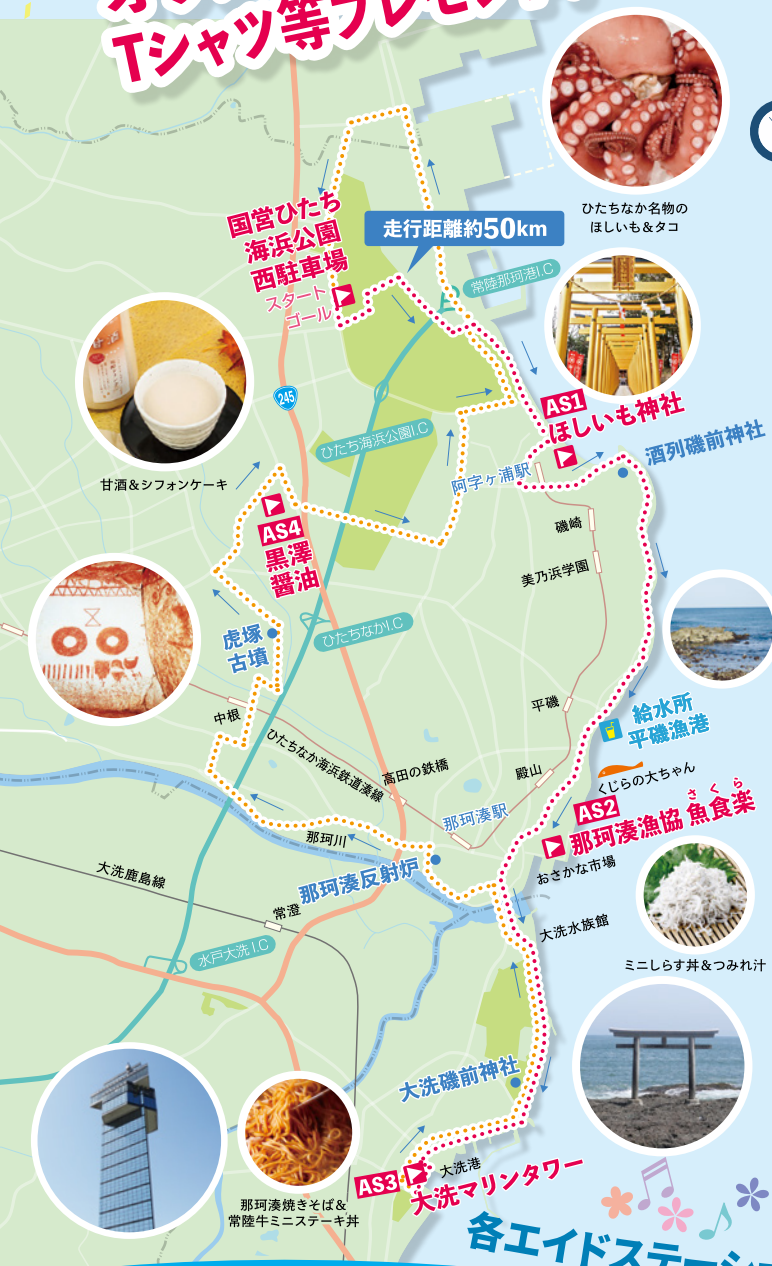 Tシャツ等プレゼント
ひたちなか名物の
ほしいも&タコ
国営ひたち
海浜公園
西駐車場
スタート
ゴール
走行距離約50km
常陸那珂港I.C
245
甘酒
甘酒&シフォンケーキ
ひたち海浜公園I.C
AS1
ほしいも神社
酒列磯前神社
阿字ヶ浦駅
磯崎
美乃浜学園
AS4
黒澤
醤油
虎塚
古墳
ひたちなかI.C
中根
平磯
給水所
平磯漁港
くじらの大ちゃん
ひたちなか海浜鉄道湊線
高田の鉄橋
殿山
さくら
AS2
那珂湊漁協 魚食楽
那珂湊駅
那珂川
おさかな市場
那珂湊反射炉
大洗鹿島線
常澄
大洗水族館
水戸大洗I.C
ミニしらす丼&つみれ汁
大洗磯前神社
AS3
大洗港
大洗マリンタワー
那珂湊焼きそば&
常陸牛ミニステーキ丼
各エイドステーシ